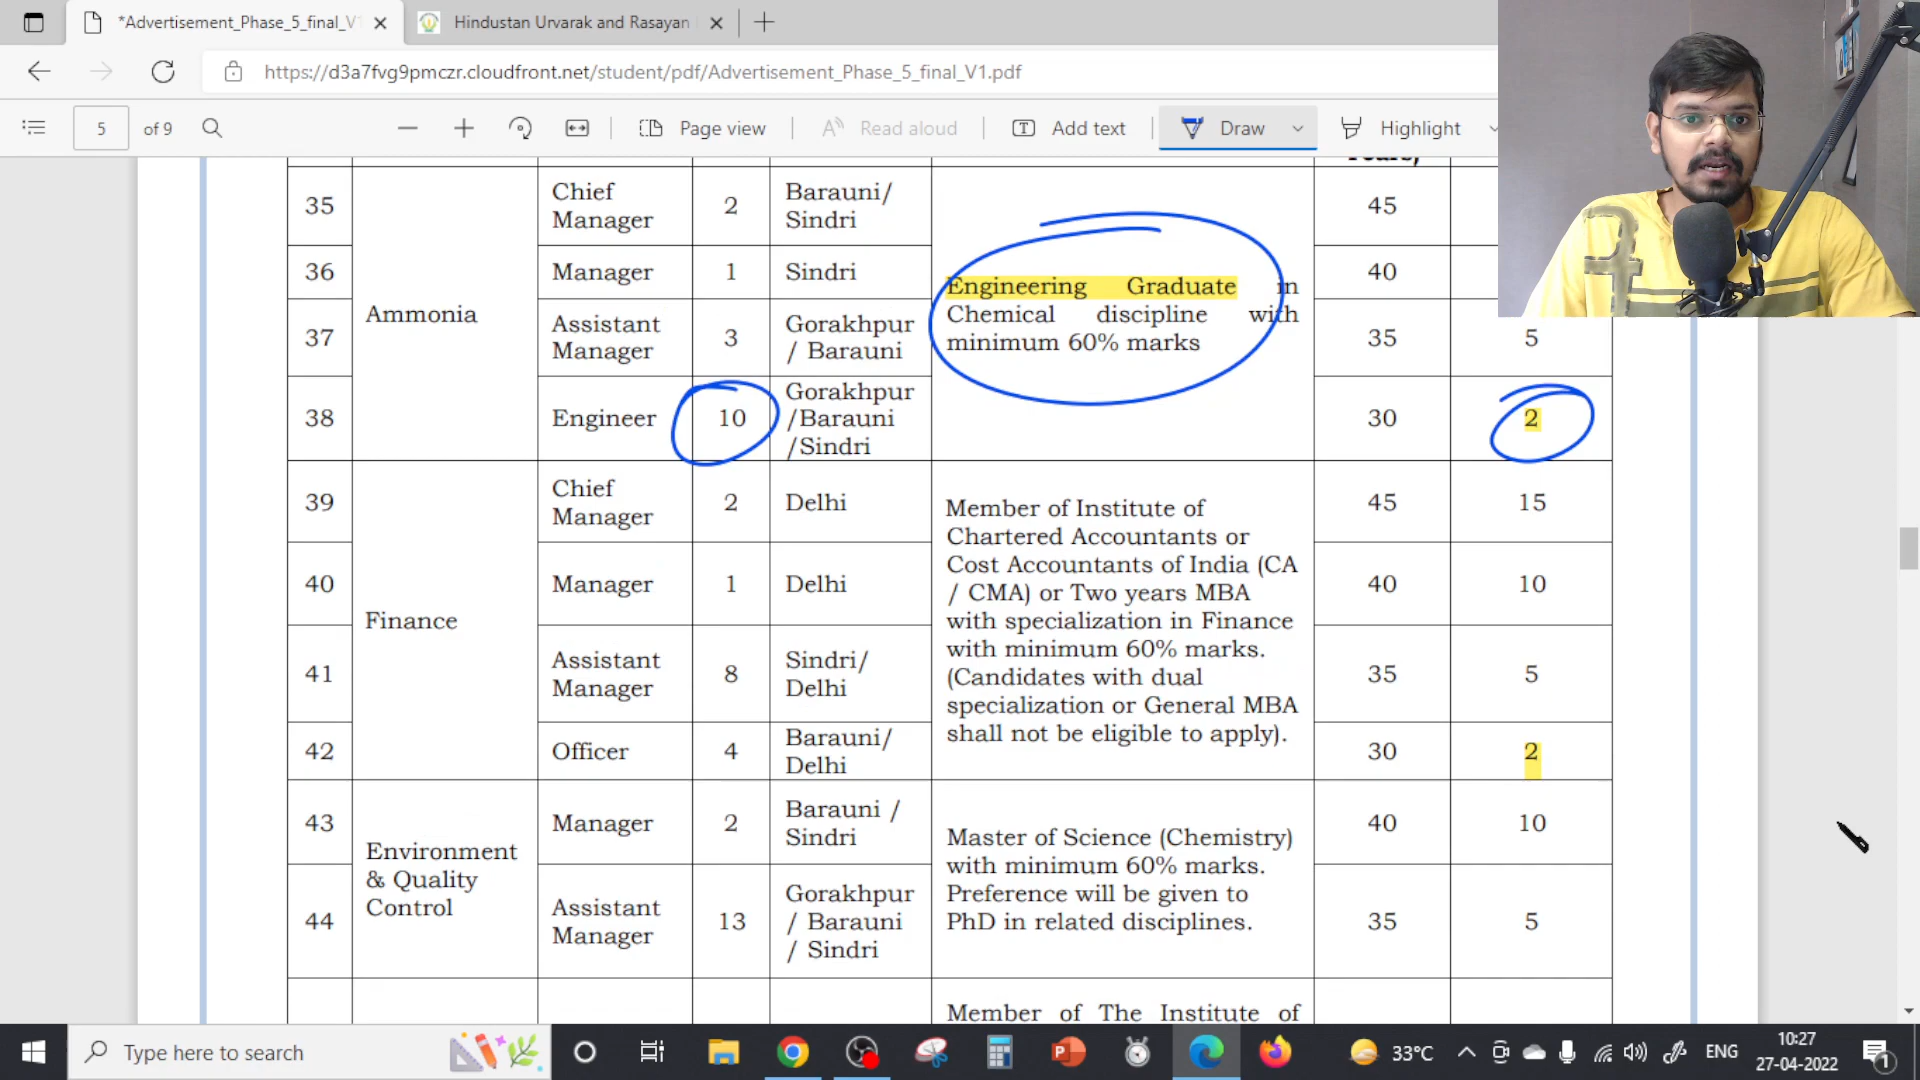 *Advertisement_Phase_5_final_V
Hindustan Urvarak and Rasayan
https://d3a7fvg9pmczr.cloudfront.net/student/pdf/Advertisement_Phase_5_final_V1.pdf
5 of 9
Page view
Read aloud
Add text
Draw
Highlight
35
Ammonia
Chief
Manager
2
Barauni/
Sindri
Engineering Graduate in
Chemical discipline with
minimum 60% marks
45
36
Manager
1
Sindri
40
37
Assistant
Manager
3
Gorakhpur
/ Barauni
35
5
38
Engineer
10
Gorakhpur
/Barauni
/Sindri
30
2
39
Finance
Chief
Manager
2
Delhi
Member of Institute of
Chartered Accountants or
Cost Accountants of India (CA
/ CMA) or Two years MBA
with specialization in Finance
with minimum 60% marks.
(Candidates with dual
specialization or General MBA
shall not be eligible to apply).
45
15
40
Manager
1
Delhi
40
10
41
Assistant
Manager
8
Sindri/
Delhi
35
5
42
Officer
4
Barauni/
Delhi
30
2
43
Environment
& Quality
Control
Manager
2
Barauni /
Sindri
Master of Science (Chemistry)
with minimum 60% marks.
Preference will be given to
PhD in related disciplines.
40
10
44
Assistant
Manager
13
Gorakhpur
/ Barauni
/ Sindri
35
5
Member of The Institute of
Type here to search
33°C
ENG
10:27
27-04-2022
1